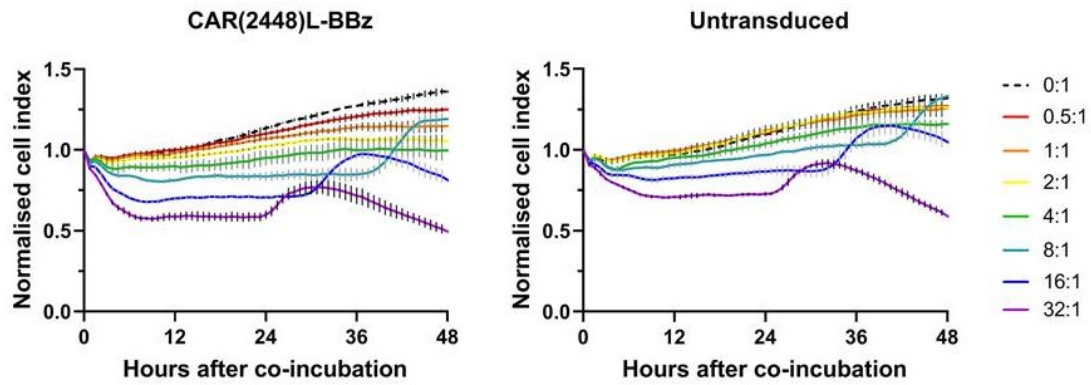 CAR(2448)L-BBz
Normalised cell index
1.5
1.0
0.5
0.0
0 12 24 36 48
Hours after co-incubation
Untransduced
Normalised cell index
1.5
1.0
0.5
0.0
0 12 24 36 48
Hours after co-incubation
0:1
0.5:1
1:1
2:1
4:1
8:1
16:1
32:1